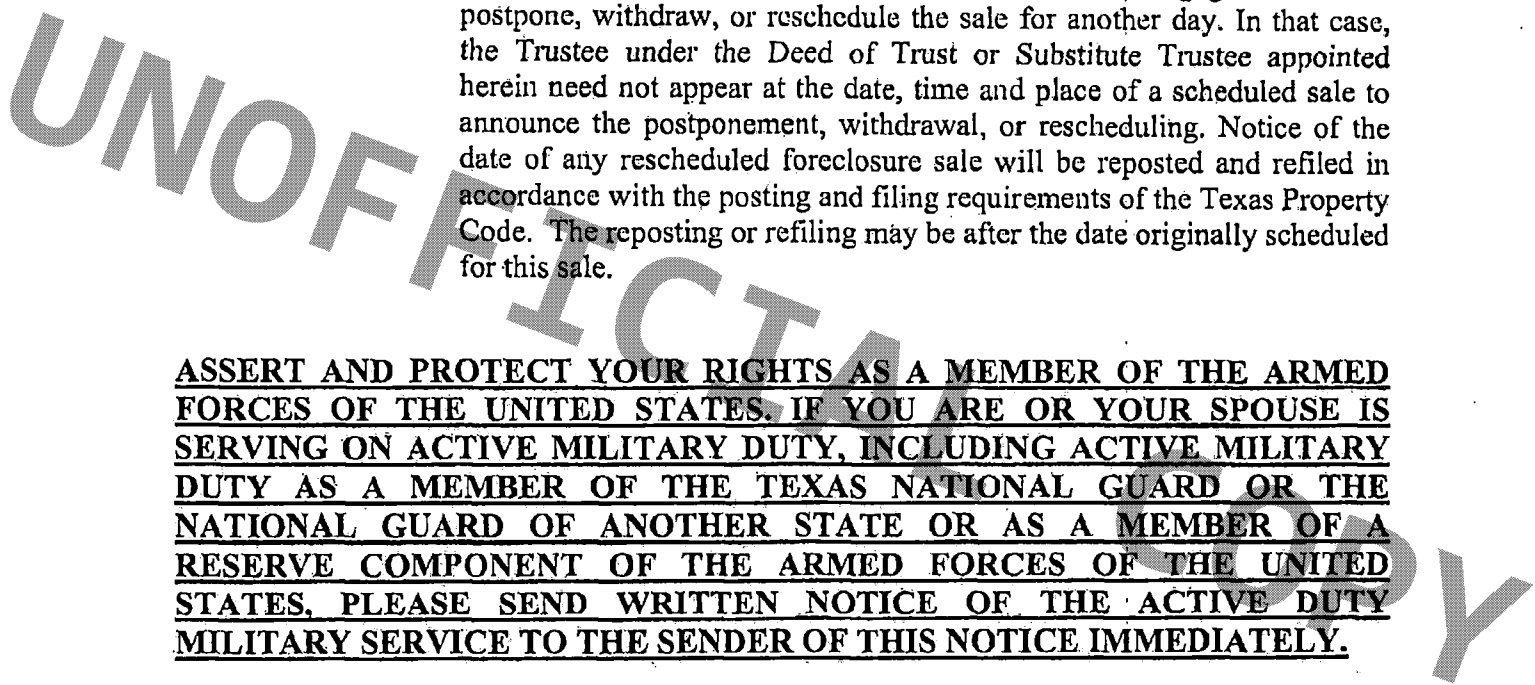 postpone, withdraw, or reschedule the sale for another day. In that case,
the Trustee under the Deed of Trust or Substitute Trustee appointed
herein need not appear at the date, time and place of a scheduled sale to
announce the postponement, withdrawal, or rescheduling. Notice of the
date of any rescheduled foreclosure sale will be reposted and refiled in
accordance with the posting and filing requirements of the Texas Property
Code. The reposting or refiling may be after the date originally scheduled
for this sale.
ASSERT AND PROTECT YOUR RIGHTS AS A MEMBER OF THE ARMED
FORCES OF THE UNITED STATES. IF YOU ARE OR YOUR SPOUSE IS
SERVING ON ACTIVE MILITARY DUTY, INCLUDING ACTIVE MILITARY
DUTY AS A MEMBER OF THE TEXAS NATIONAL GUARD OR THE
NATIONAL GUARD OF ANOTHER STATE OR AS A MEMBER OF A
RESERVE COMPONENT OF THE ARMED FORCES OF THE UNITED
STATES, PLEASE SEND WRITTEN NOTICE OF THE ACTIVE DUTY
MILITARY SERVICE TO THE SENDER OF THIS NOTICE IMMEDIATELY.
UNOFFICIAL COPY